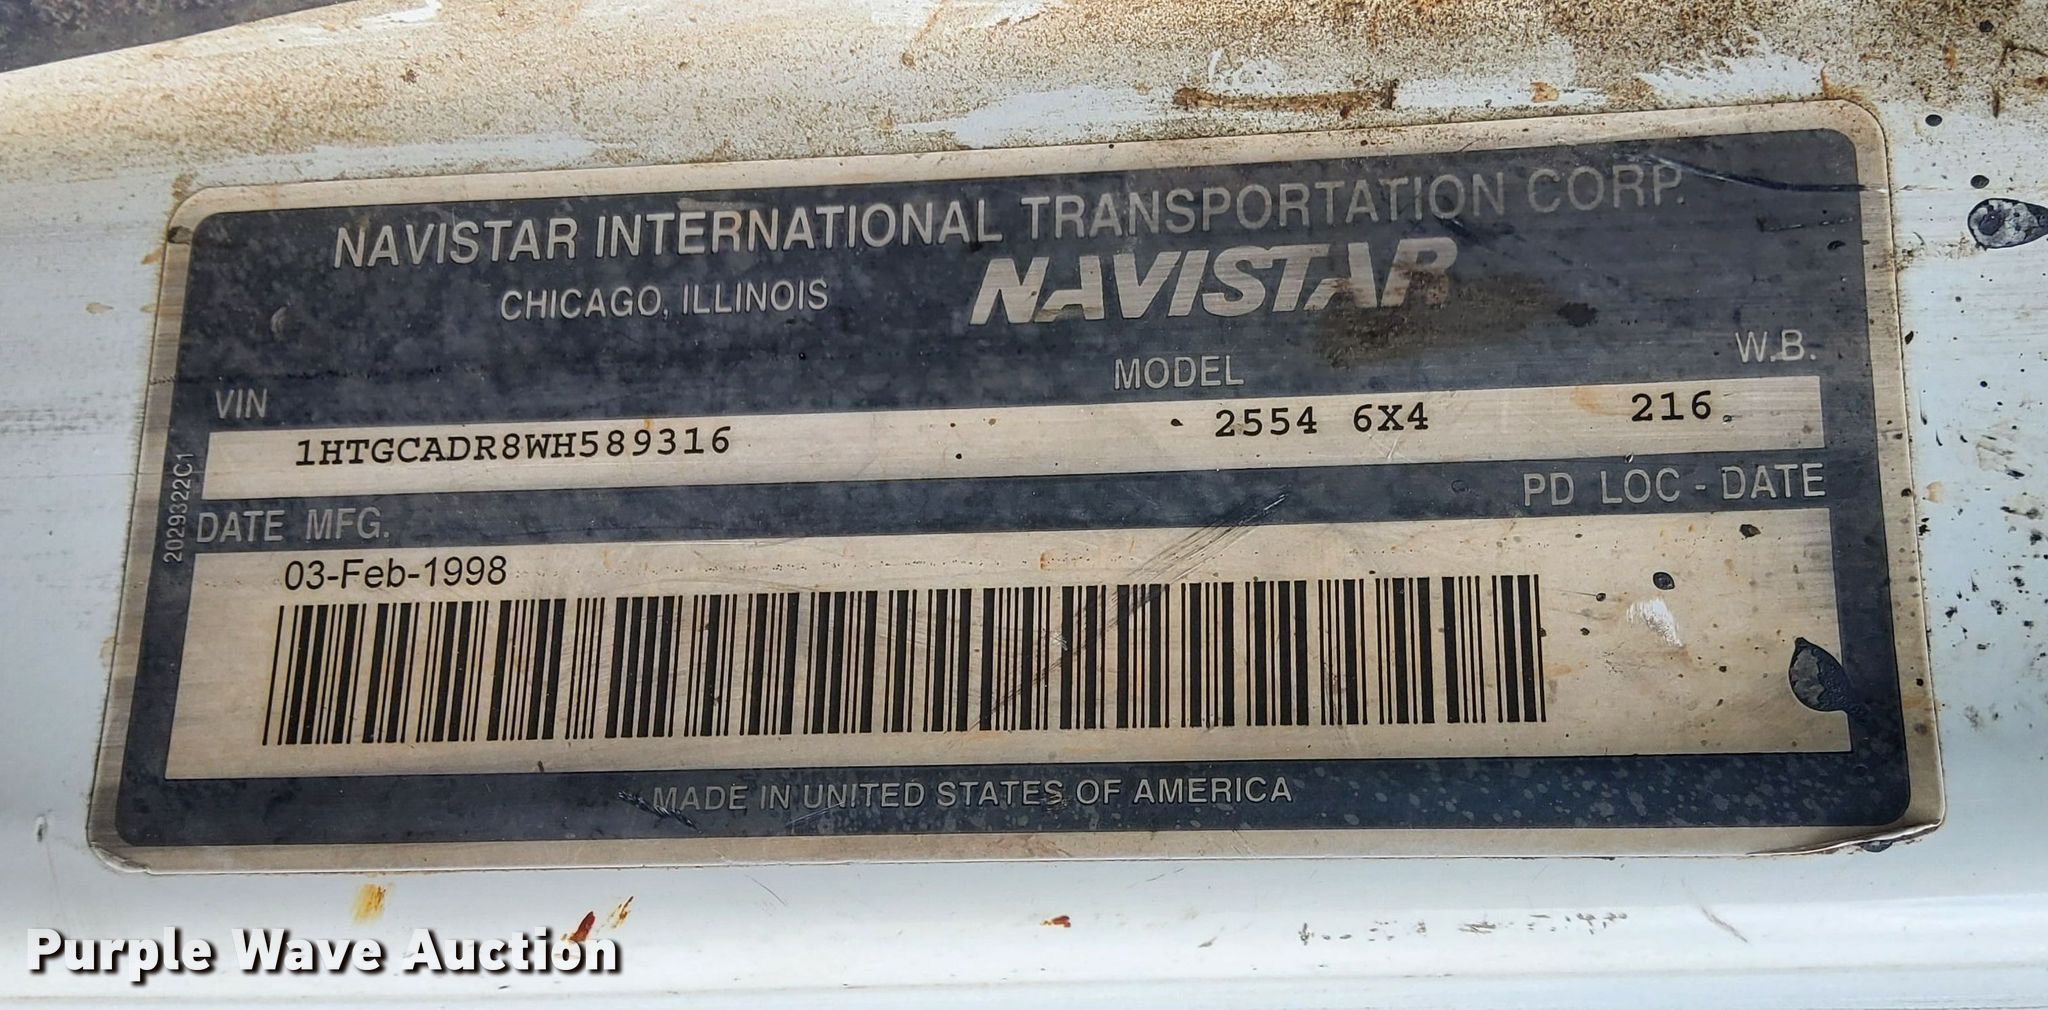 NAVISTAR INTERNATIONAL TRANSPORTATION CORP.
CHICAGO, ILLINOIS
NAVISTAR
VIN
MODEL
W.B.
1HTGCADR8WH589316
2554 6X4
216
DATE MFG.
PD LOC - DATE
03-Feb-1998
2029322C1
MADE IN UNITED STATES OF AMERICA
Purple Wave Auction